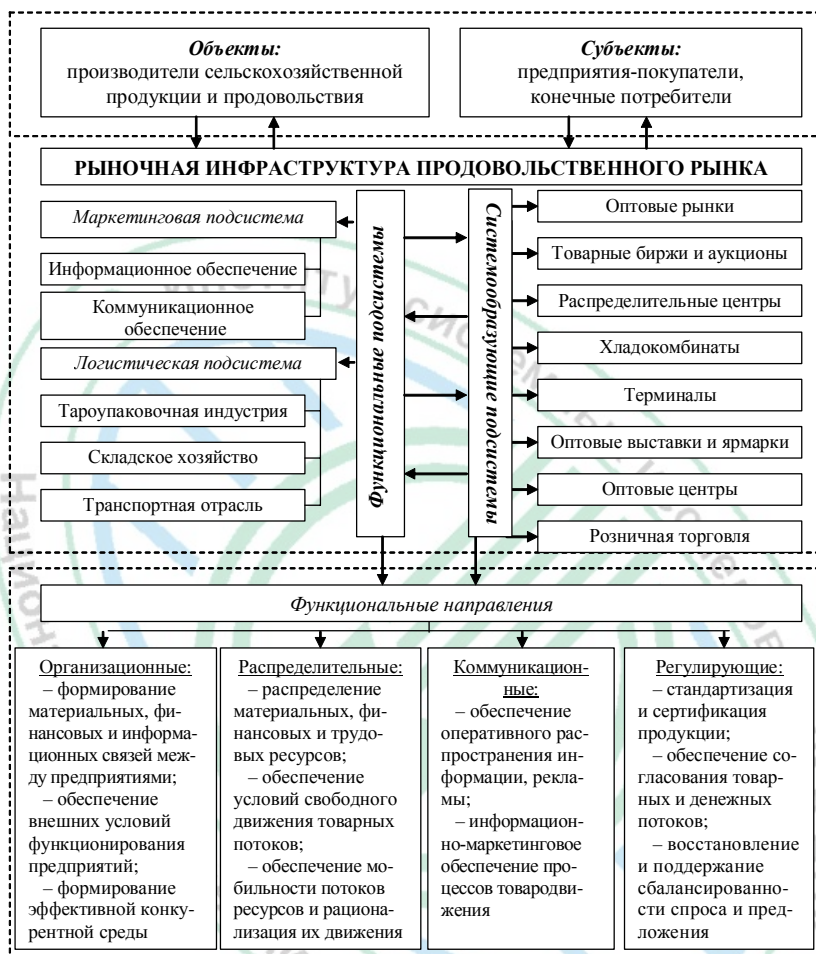 Объекты:
производители сельскохозяйственной
продукции и продовольствия
Субъекты:
предприятия-покупатели,
конечные потребители
РЫНОЧНАЯ ИНФРАСТРУКТУРА ПРОДОВОЛЬСТВЕННОГО РЫНКА
Маркетинговая подсистема
Информационное обеспечение
Коммуникационное
обеспечение
Логистическая подсистема
Тароупаковочная индустрия
Складское хозяйство
Транспортная отрасль
Функциональные подсистемы
Системообразующие подсистемы
Оптовые рынки
Товарные биржи и аукционы
Распределительные центры
Хладокомбинаты
Терминалы
Оптовые выставки и ярмарки
Оптовые центры
Розничная торговля
Функциональные направления
Организационные:
– формирование
материальных, фи-
нансовых и информа-
ционных связей меж-
ду предприятиями;
– обеспечение
внешних условий
функционирования
предприятий;
– формирование
эффективной конку-
рентной среды
Распределительные:
– распределение
материальных, фи-
нансовых и трудо-
вых ресурсов;
– обеспечение
условий свободного
движения товарных
потоков;
– обеспечение мо-
бильности потоков
ресурсов и рациона-
лизация их движения
Коммуникацион-
ные:
– обеспечение
оперативного рас-
пространения ин-
формации, рекла-
мы;
– информацион-
но-маркетинговое
обеспечение про-
цессов товародви-
жения
Регулирующие:
– стандартизация
и сертификация
продукции;
– обеспечение со-
гласования товар-
ных и денежных
потоков;
– восстановление
и поддержание
сбалансированно-
сти спроса и пред-
ложения